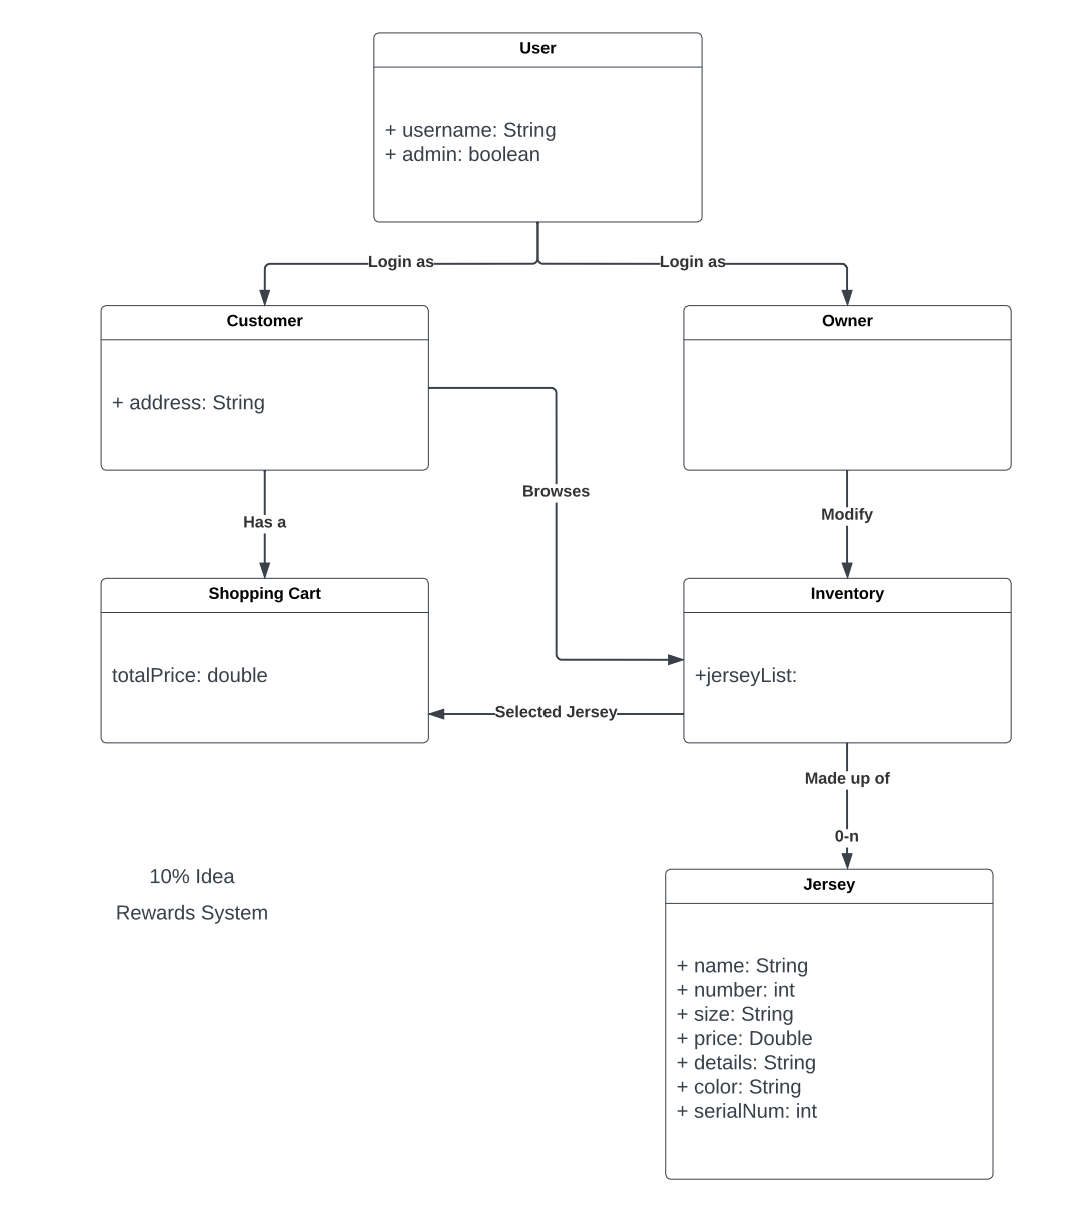 User
+ username: String
+ admin: boolean
Login as
Login as
Customer
+ address: String
Owner
Browses
Has a
Modify
Shopping Cart
totalPrice: double
Inventory
+jerseyList:
Selected Jersey
Made up of
0-n
10% Idea
Rewards System
Jersey
+ name: String
+ number: int
+ size: String
+ price: Double
+ details: String
+ color: String
+ serialNum: int